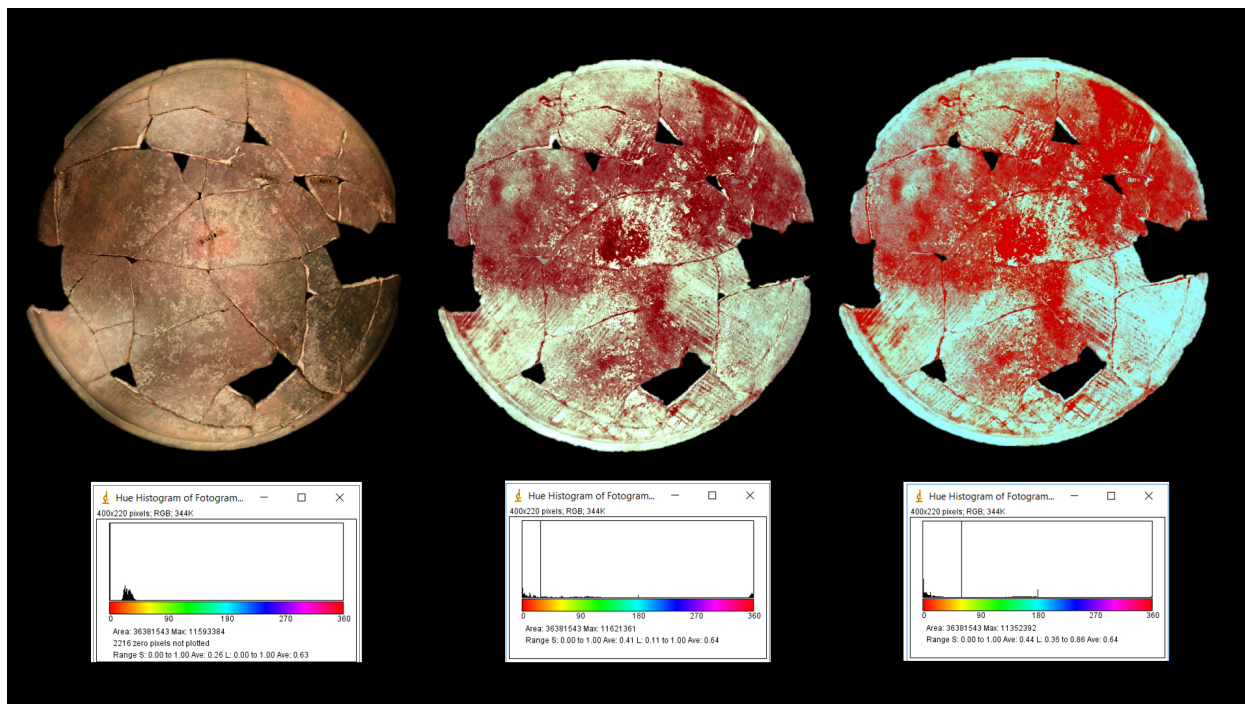 Hue Histogram of Fotogram...
400x220 pixels; RGB; 344K
0 90 180 270 360
Area: 36381543 Max: 11593384
2216 zero pixels not plotted
Range S: 0.00 to 1.00 Ave: 0.26 L: 0.00 to 1.00 Ave: 0.63
Hue Histogram of Fotogram...
400x220 pixels; RGB; 344K
0 90 180 270 360
Area: 36381543 Max: 11621361
Range S: 0.00 to 1.00 Ave: 0.41 L: 0.11 to 1.00 Ave: 0.64
Hue Histogram of Fotogram...
400x220 pixels; RGB; 344K
0 90 180 270 360
Area: 36381543 Max: 11352392
Range S: 0.00 to 1.00 Ave: 0.44 L: 0.35 to 0.86 Ave: 0.64